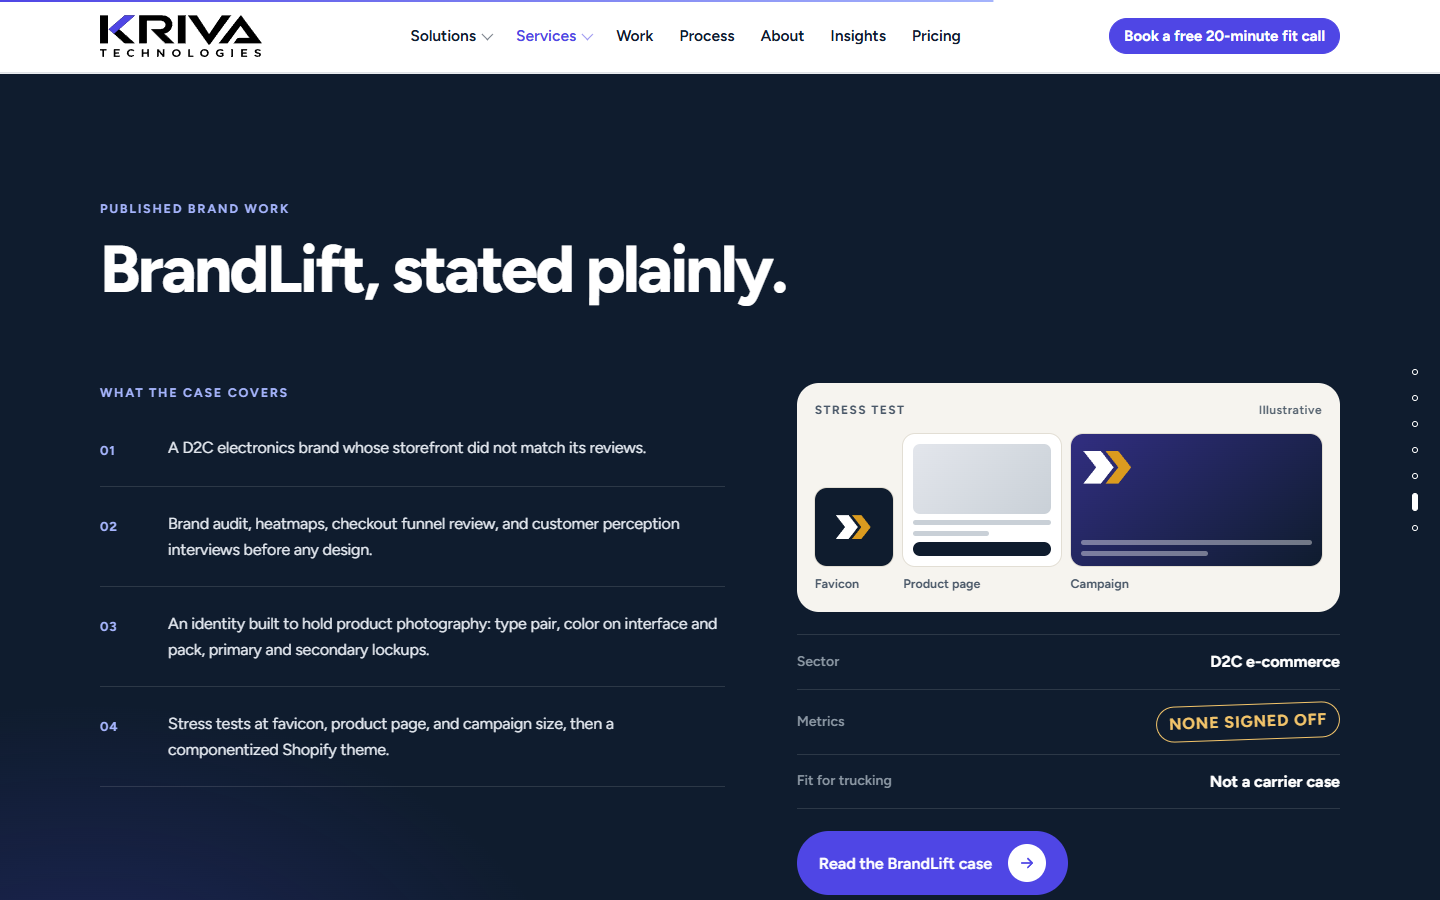 KRIVA
TECHNOLOGIES
Solutions
Services
Work
Process
About
Insights
Pricing
Book a free 20-minute fit call
PUBLISHED BRAND WORK
BrandLift, stated plainly.
WHAT THE CASE COVERS
01
A D2C electronics brand whose storefront did not match its reviews.
02
Brand audit, heatmaps, checkout funnel review, and customer perception
interviews before any design.
03
An identity built to hold product photography: type pair, color on interface and
pack, primary and secondary lockups.
04
Stress tests at favicon, product page, and campaign size, then a
componentized Shopify theme.
STRESS TEST
Illustrative
Favicon
Product page
Campaign
Sector
D2C e-commerce
Metrics
NONE SIGNED OFF
Fit for trucking
Not a carrier case
Read the BrandLift case